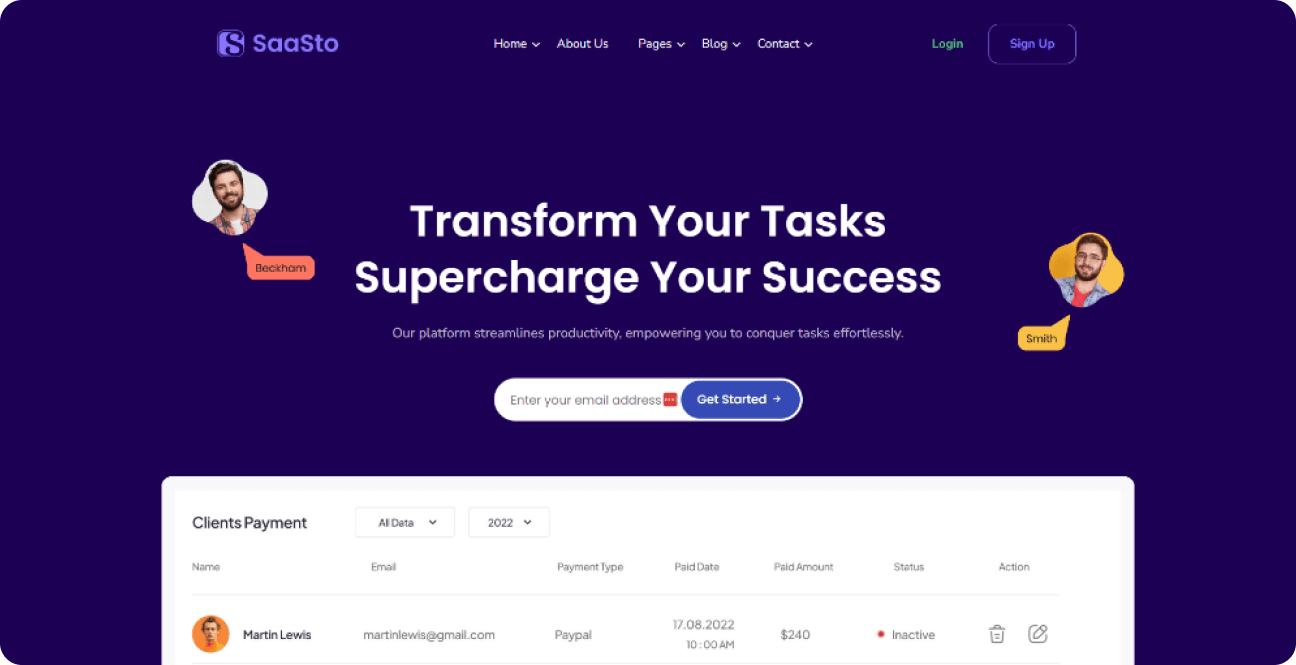 SaaSto
Home About Us Pages Blog Contact
Login Sign Up
Beckham
Transform Your Tasks
Supercharge Your Success
Smith
Our platform streamlines productivity, empowering you to conquer tasks effortlessly.
Enter your email address Get Started →
Clients Payment All Data 2022
Name Email Payment Type Paid Date Paid Amount Status Action
Martin Lewis martinlewis@gmail.com Paypal 17.08.2022 $240 Inactive
10 : 00 AM